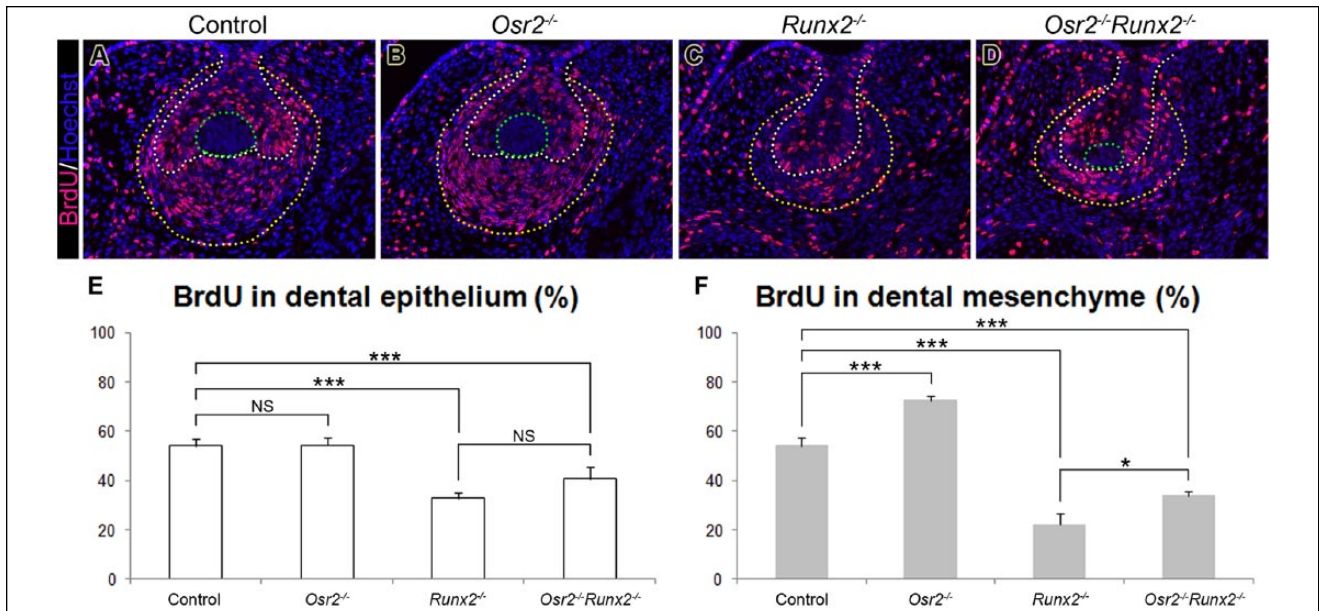 Control Osr2-/- Runx2-/- Osr2-/-Runx2-/-
BrdU/Hoechst
A B C D
E BrdU in dental epithelium (%)
100
80
60
40
20
0
***
***
NS
NS
Control Osr2-/- Runx2-/- Osr2-/-Runx2-/-
F BrdU in dental mesenchyme (%)
100
80
60
40
20
0
***
***
***
*
Control Osr2-/- Runx2-/- Osr2-/-Runx2-/-